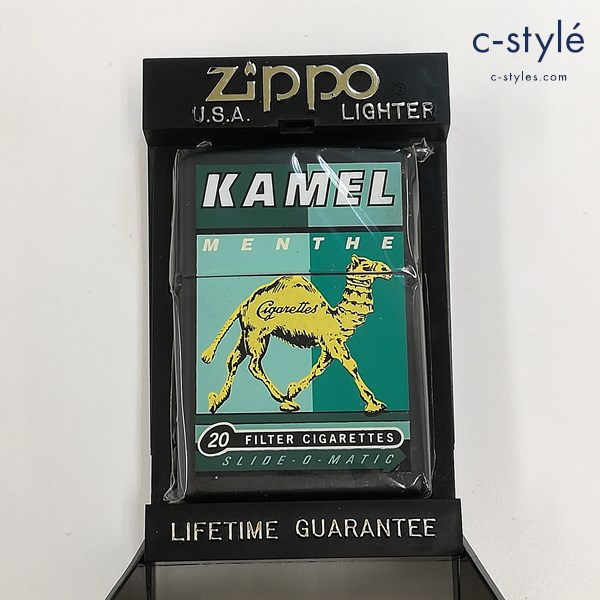 c-stylé
c-styles.com
Zippo ®
U.S.A. LIGHTER
KAMEL
MENTHE
Cigarettes
20 FILTER CIGARETTES
SLIDE-O-MATIC
LIFETIME GUARANTEE